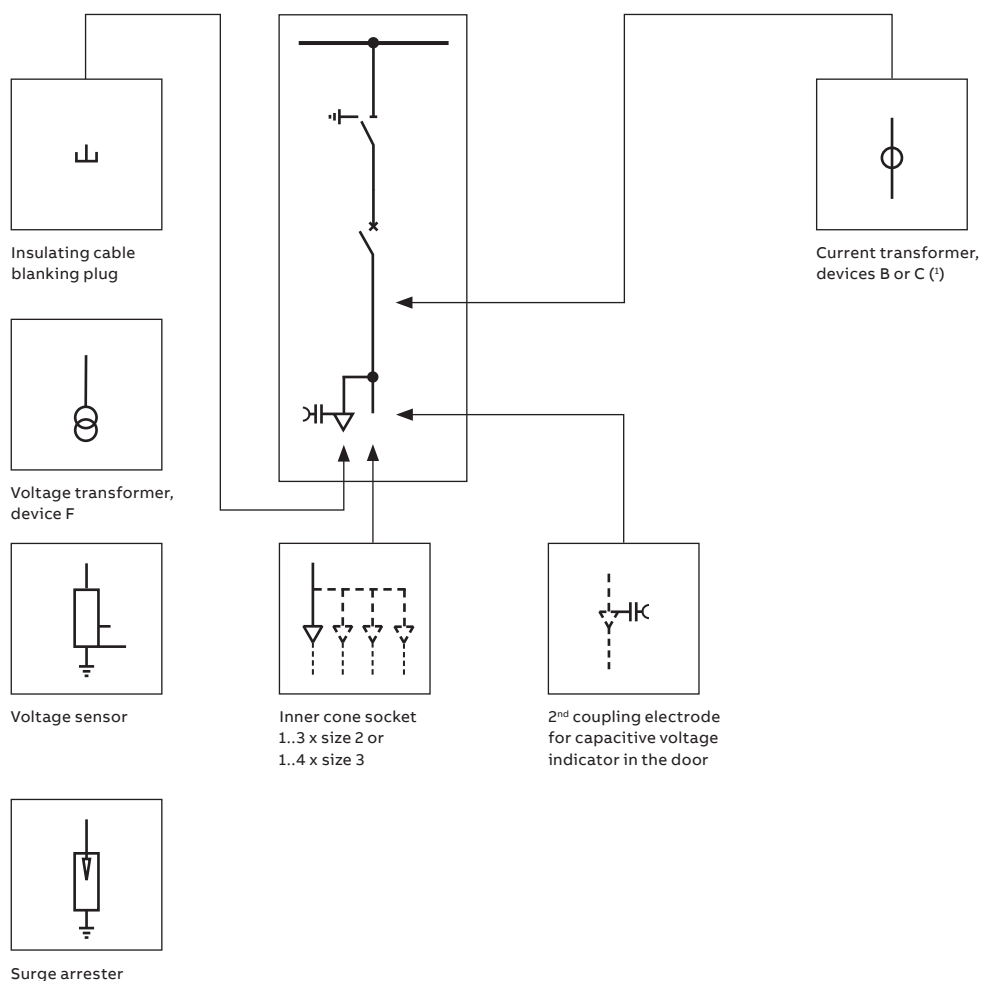 Insulating cable
blanking plug
Current transformer,
devices B or C (¹)
Voltage transformer,
device F
Voltage sensor
Inner cone socket
1..3 x size 2 or
1..4 x size 3
2ⁿᵈ coupling electrode
for capacitive voltage
indicator in the door
Surge arrester